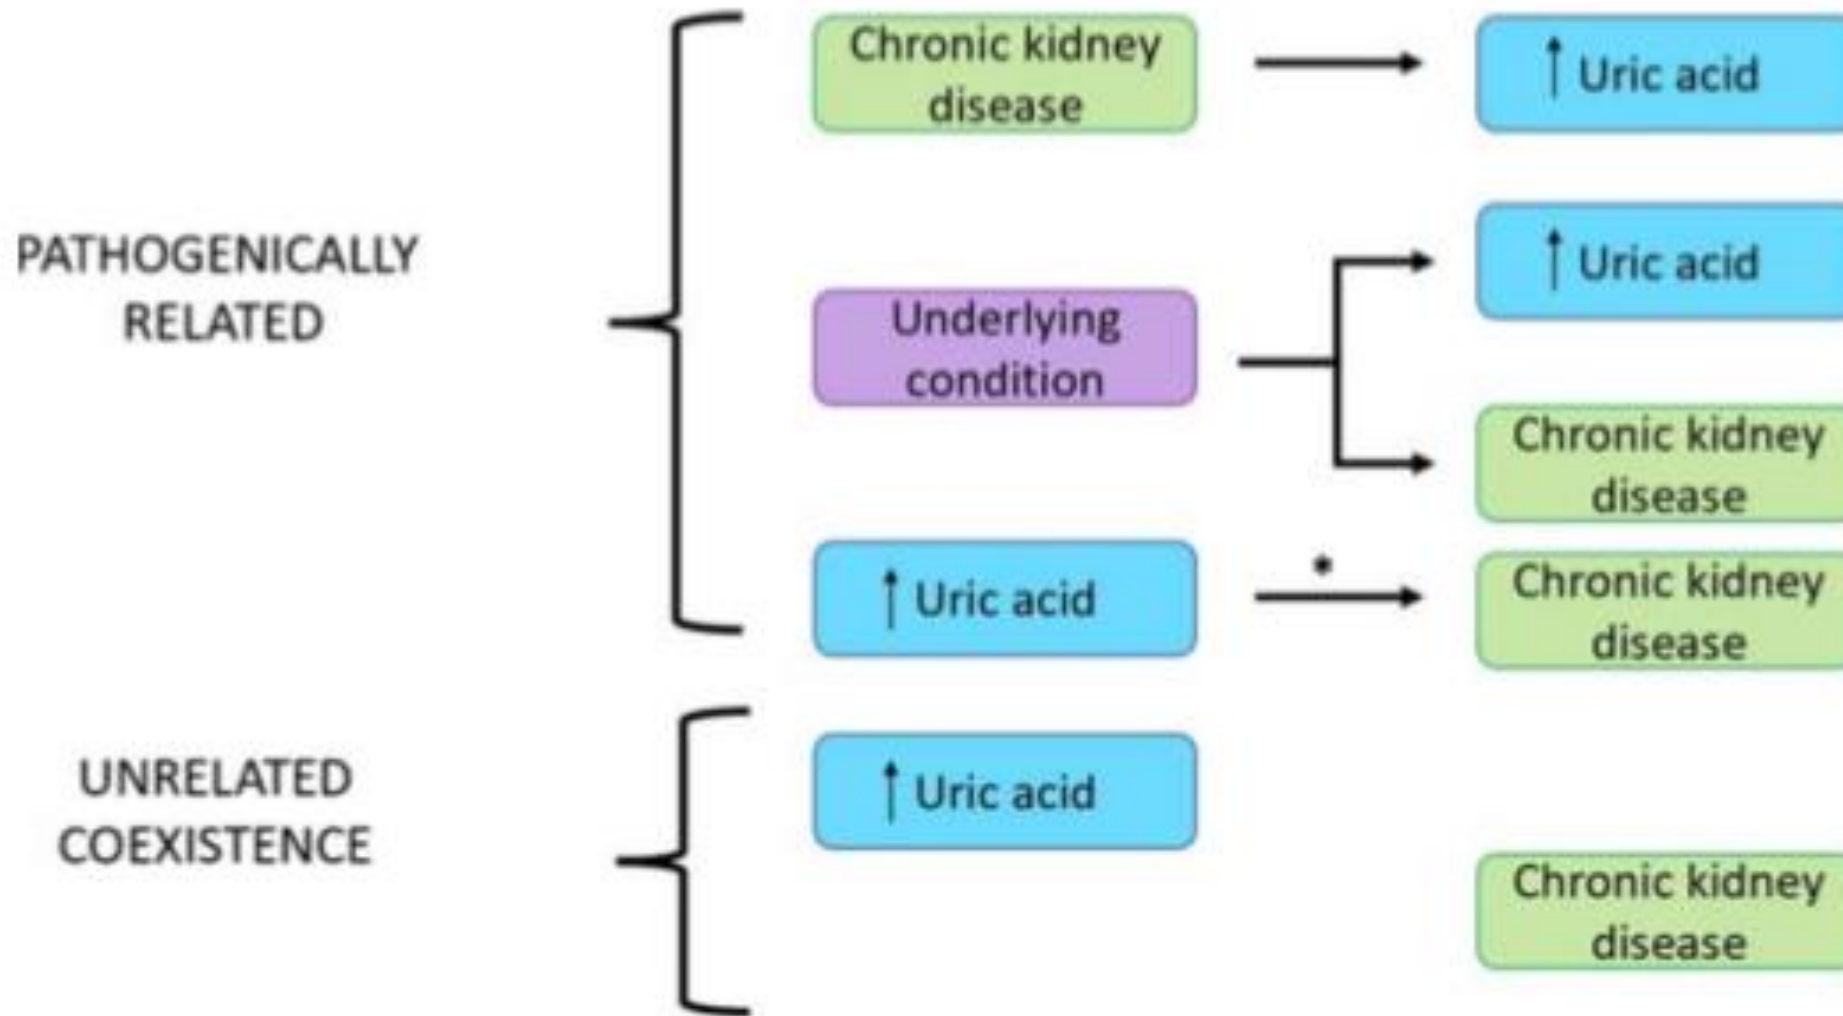 Chronic kidney
disease
↑ Uric acid
PATHOGENICALLY
RELATED
↑ Uric acid
Underlying
condition
Chronic kidney
disease
↑ Uric acid
*
Chronic kidney
disease
UNRELATED
COEXISTENCE
↑ Uric acid
Chronic kidney
disease